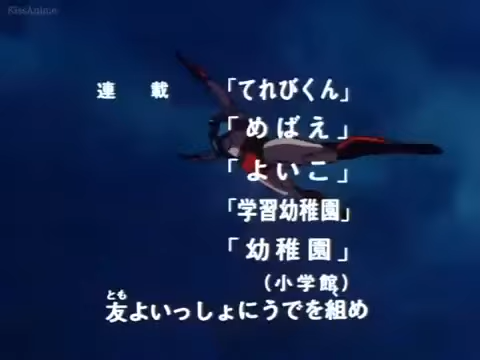 KissAnime
連載 「てれびくん」
「めばえ」
「よいこ」
「学習幼稚園」
「幼稚園」
(小学館)
とも く
友よいっしょにうでを組め